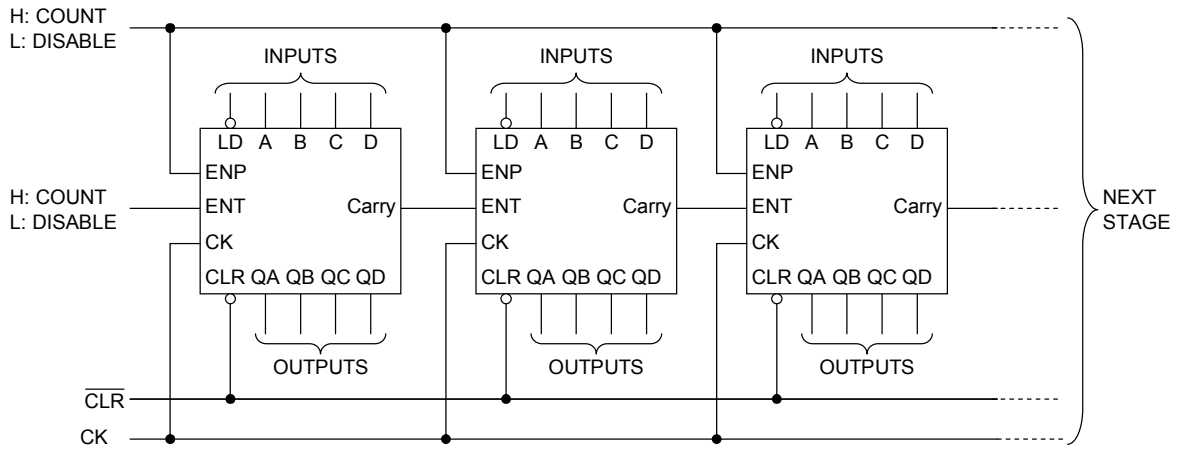 H: COUNT
L: DISABLE
INPUTS
INPUTS
INPUTS
LD A B C D
LD A B C D
LD A B C D
ENP
ENP
ENP
H: COUNT
L: DISABLE
ENT Carry
ENT Carry
ENT Carry
NEXT
STAGE
CK
CK
CK
CLR QA QB QC QD
CLR QA QB QC QD
CLR QA QB QC QD
OUTPUTS
OUTPUTS
OUTPUTS
C̅L̅R̅
CK